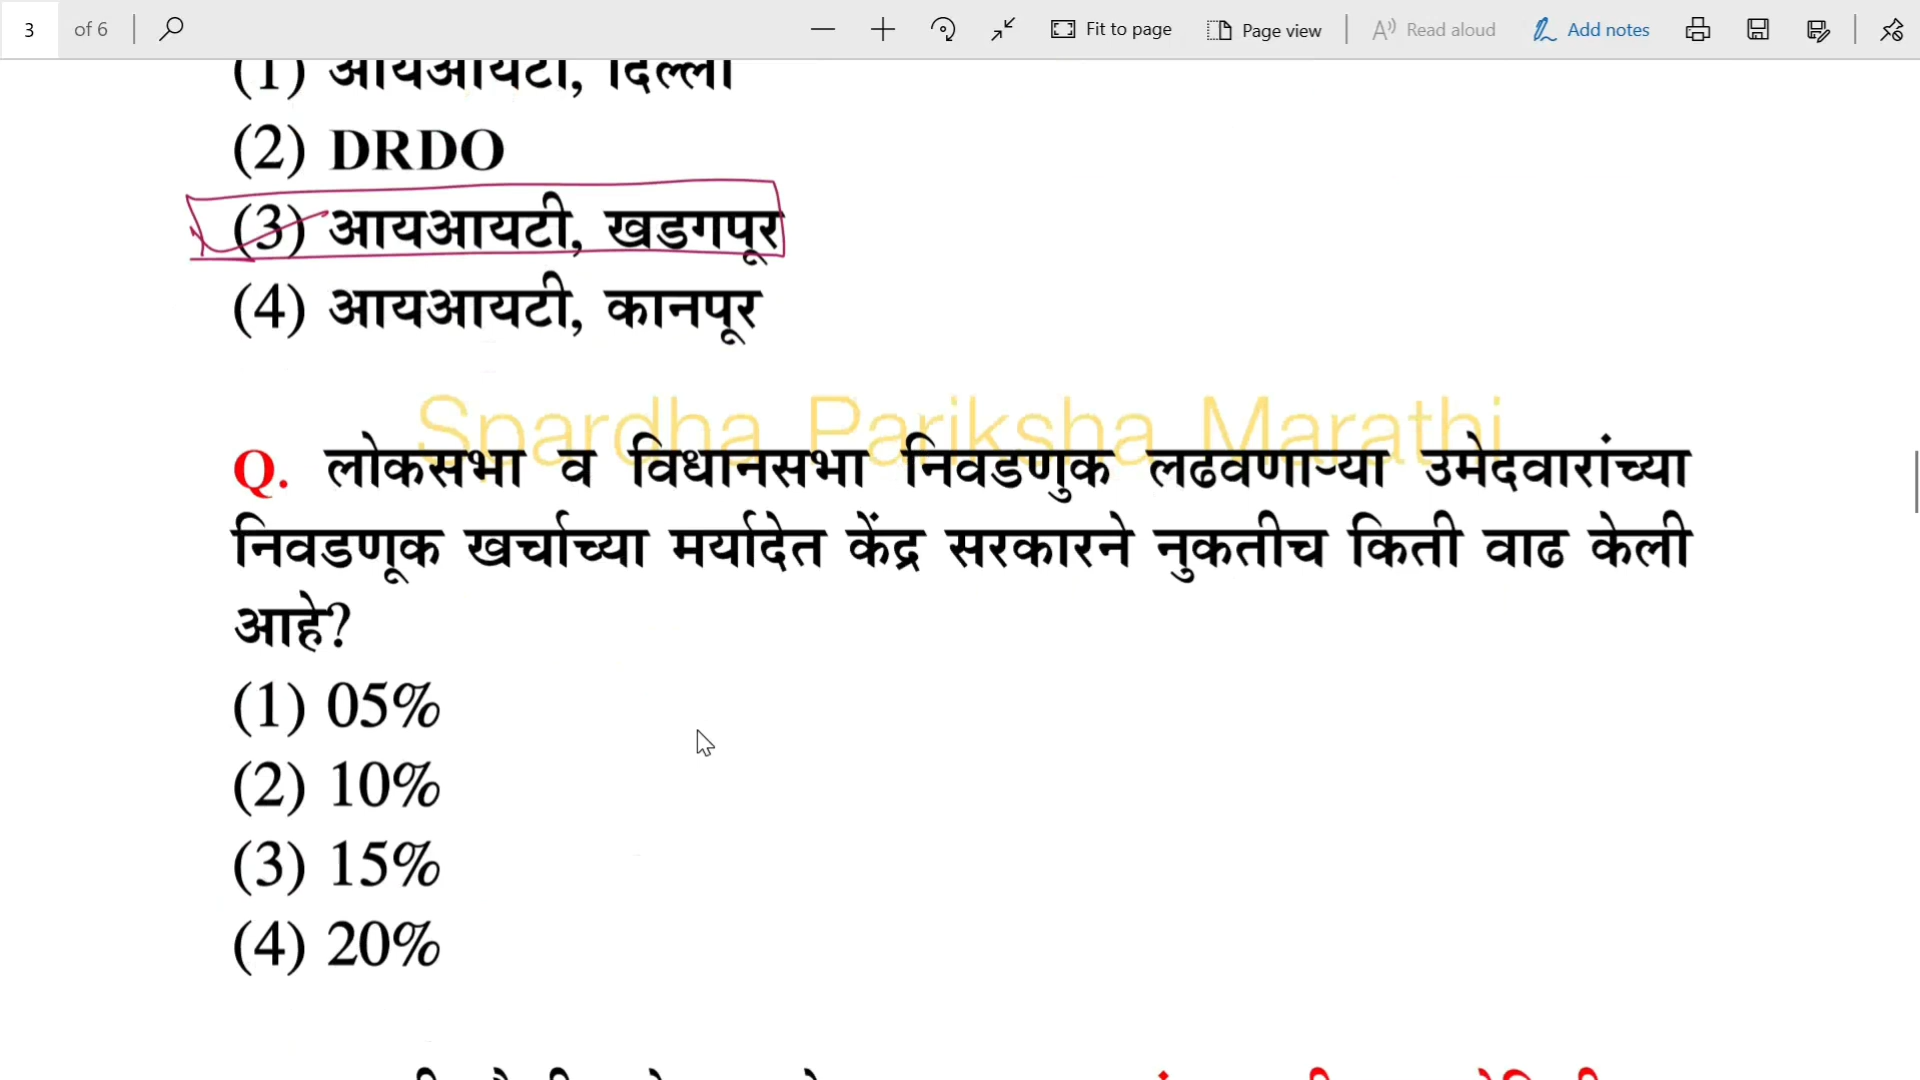 3 of 6 Fit to page Page view Read aloud Add notes
(1) आयआयटी, दिल्ली
(2) DRDO
(3) आयआयटी, खडगपूर
(4) आयआयटी, कानपूर
Spardha Pariksha Marathi
Q. लोकसभा व विधानसभा निवडणुक लढवणाऱ्या उमेदवारांच्या
निवडणूक खर्चाच्या मर्यादेत केंद्र सरकारने नुकतीच किती वाढ केली
आहे?
(1) 05%
(2) 10%
(3) 15%
(4) 20%